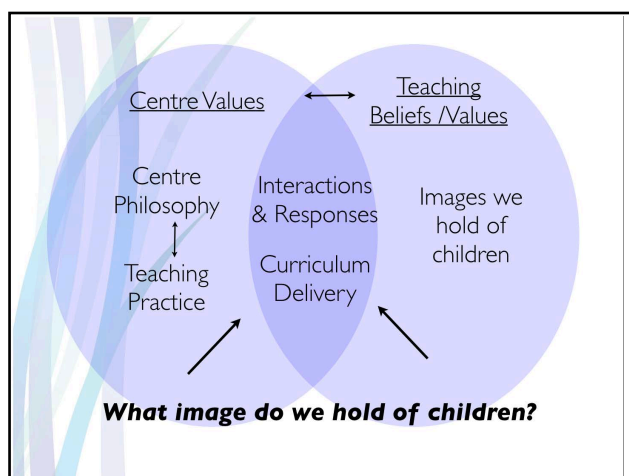 Centre Values
Teaching
Beliefs /Values
Centre
Philosophy
Teaching
Practice
Interactions
& Responses
Curriculum
Delivery
Images we
hold of
children
What image do we hold of children?